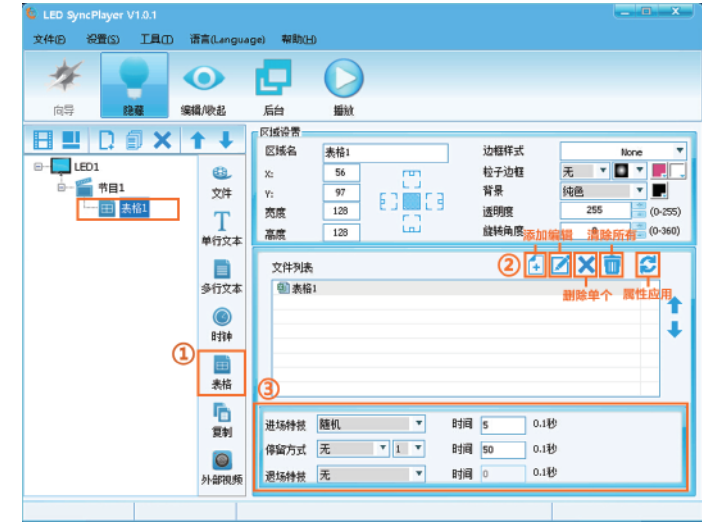 LED SyncPlayer V1.0.1
文件(F) 设置(S) 工具(T) 语言(Language) 帮助(H)
向导 隐藏 编辑/收起 后台 播放
LED1
节目1
表格1
文件
单行文本
多行文本
时钟
①
表格
复制
外部视频
区域设置
区域名 表格1 边框样式 None
X: 56 粒子边框 无
Y: 97 背景 纯色
宽度 128 透明度 255 (0-255)
高度 128 旋转角度 0 (0-360)
添加 编辑 清除所有
文件列表 ②
删除单个 属性应用
表格1
③
进场特技 随机 时间 5 0.1秒
停留方式 无 1 时间 50 0.1秒
退场特技 无 时间 0 0.1秒